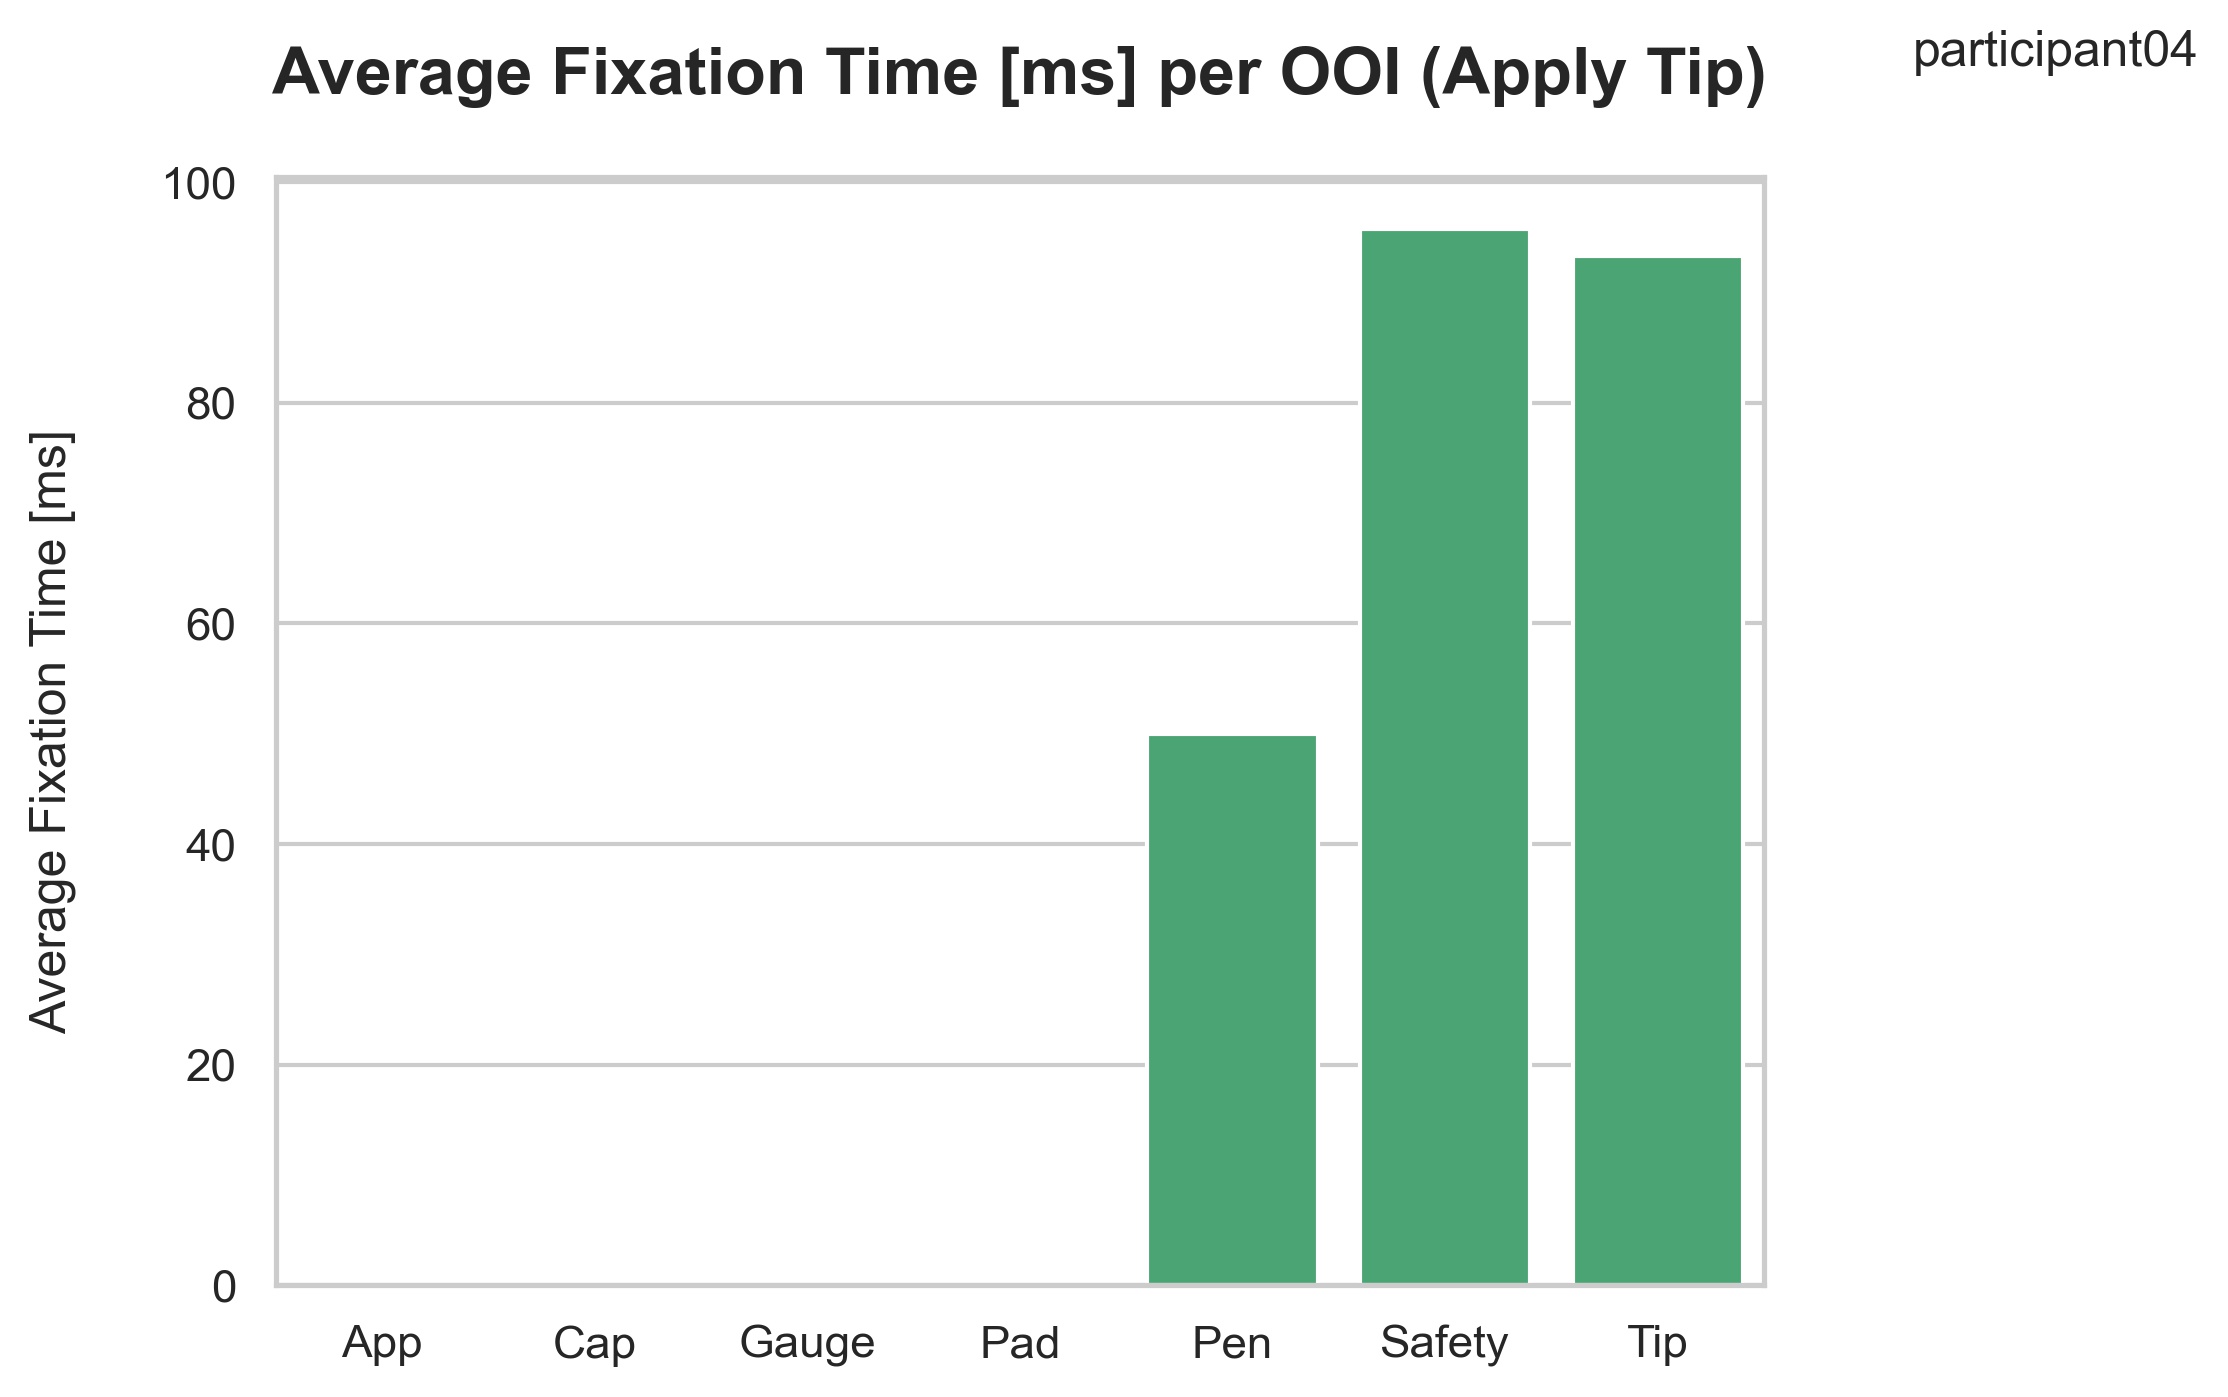 participant04
Average Fixation Time [ms] per OOI (Apply Tip)
Average Fixation Time [ms]
100
80
60
40
20
0
App Cap Gauge Pad Pen Safety Tip